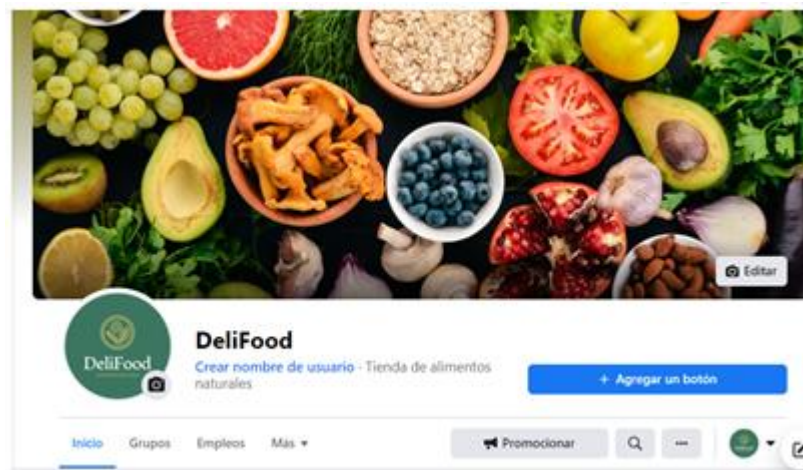 Editar
DeliFood
DeliFood
Crear nombre de usuario · Tienda de alimentos
naturales
+ Agregar un botón
Inicio Grupos Empleos Más
Promocionar